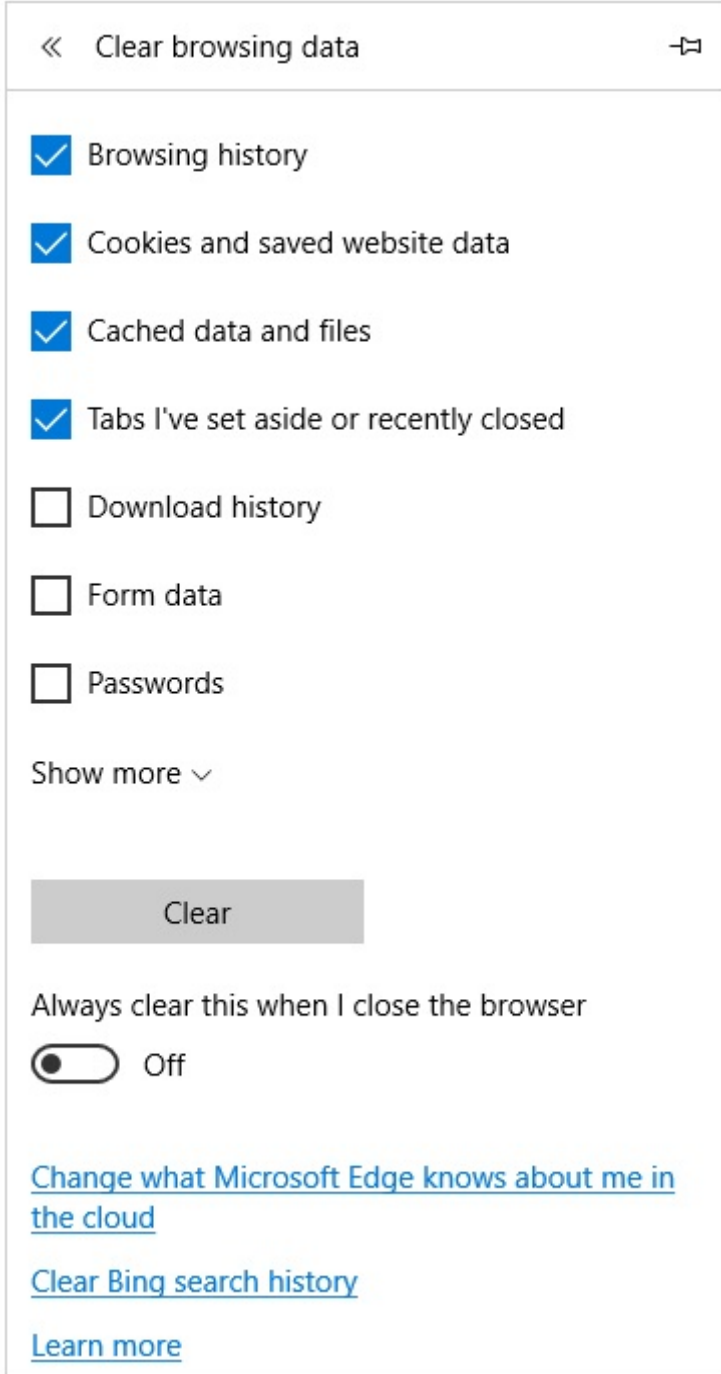 Clear browsing data
Browsing history
Cookies and saved website data
Cached data and files
Tabs I've set aside or recently closed
Download history
Form data
Passwords
Show more
Clear
Always clear this when I close the browser
Off
Change what Microsoft Edge knows about me in
the cloud
Clear Bing search history
Learn more